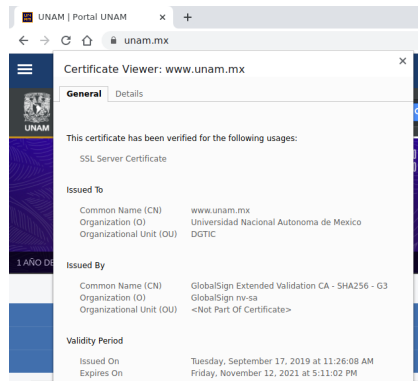 UNAM | Portal UNAM
unam.mx
Certificate Viewer: www.unam.mx
General Details
UNAM
This certificate has been verified for the following usages:
SSL Server Certificate
Issued To
Common Name (CN) www.unam.mx
Organization (O) Universidad Nacional Autonoma de Mexico
Organizational Unit (OU) DGTIC
1 AÑO DE
Issued By
Common Name (CN) GlobalSign Extended Validation CA - SHA256 - G3
Organization (O) GlobalSign nv-sa
Organizational Unit (OU) <Not Part Of Certificate>
Validity Period
Issued On Tuesday, September 17, 2019 at 11:26:08 AM
Expires On Friday, November 12, 2021 at 5:11:02 PM